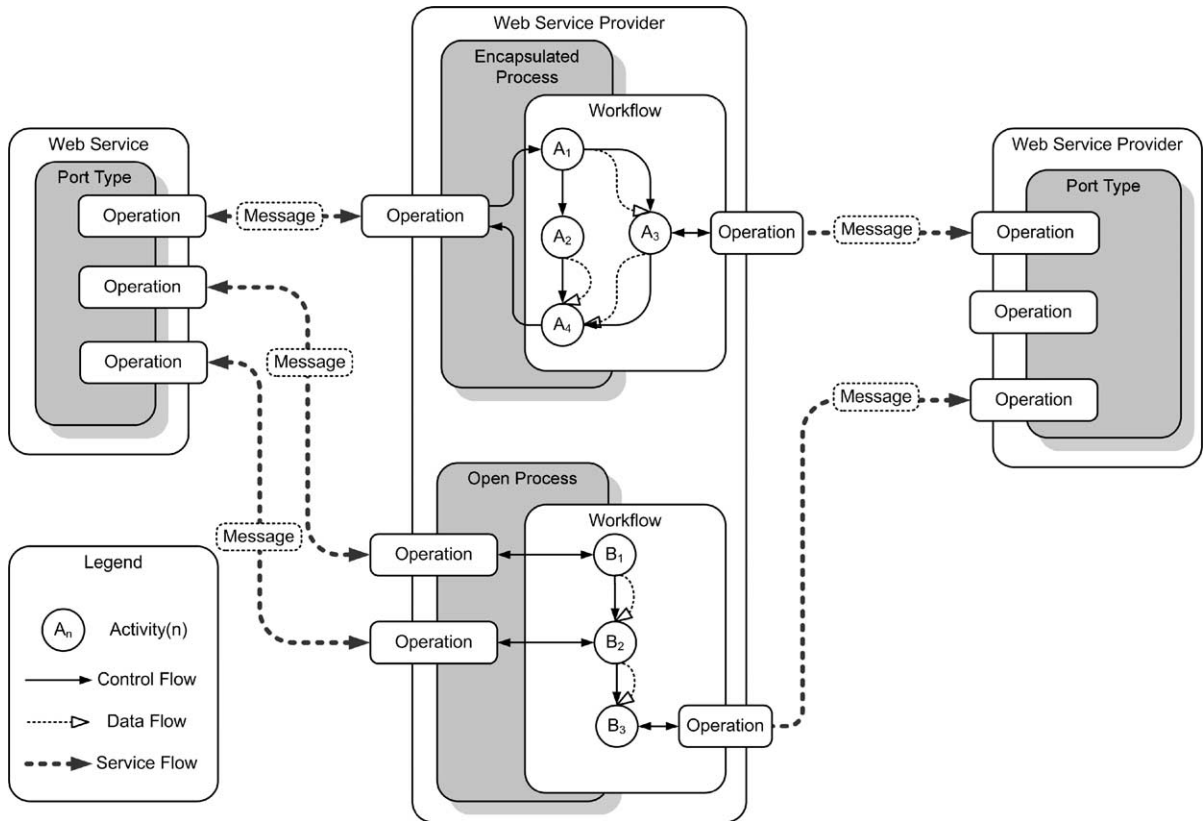 Web Service Provider
Encapsulated
Process
Workflow
A₁
A₂
A₃
A₄
Operation
Operation
Web Service
Port Type
Operation
Operation
Operation
Message
Message
Message
Message
Message
Web Service Provider
Port Type
Operation
Operation
Operation
Open Process
Workflow
Operation
Operation
B₁
B₂
B₃
Operation
Legend
Aₙ
Activity(n)
Control Flow
Data Flow
Service Flow